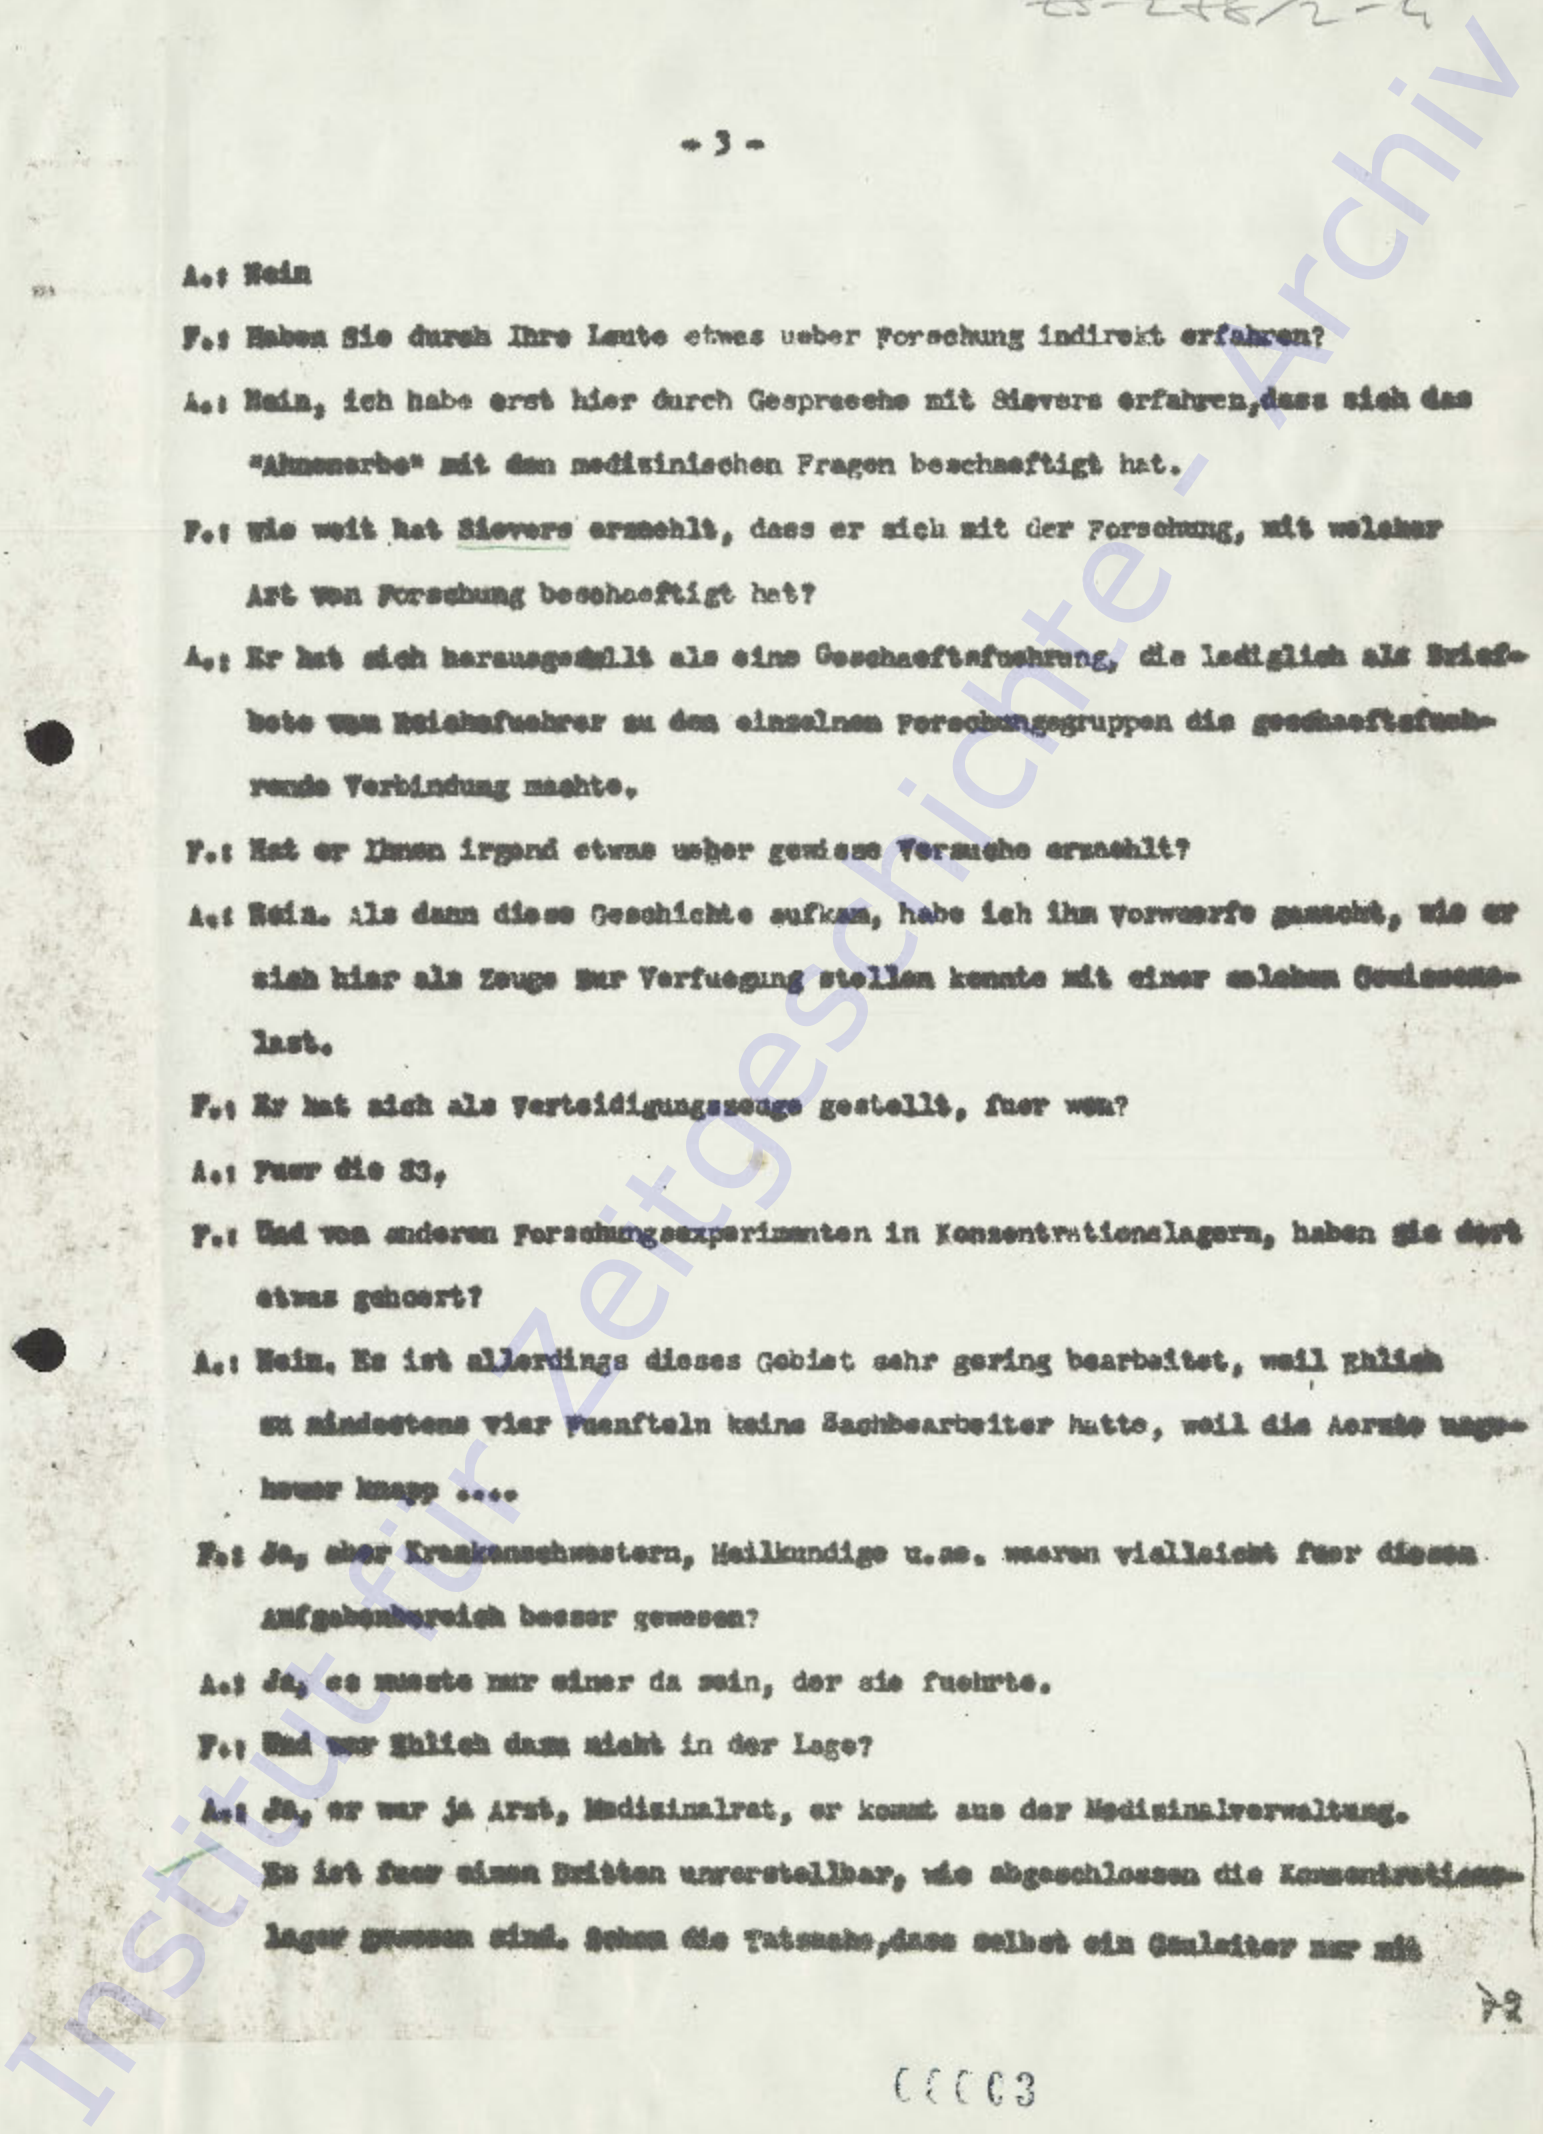 - 3 -
A.: Nein
F.: Haben Sie durch Ihre Leute etwas ueber Forschung indirekt erfahren?
A.: Nein, ich habe erst hier durch Gespraeche mit Sievers erfahren,dass sich das
"Ahnenerbe" mit den medizinischen Fragen beschaeftigt hat.
F.: Wie weit hat Sievers erzaehlt, dass er sich mit der Forschung, mit welcher
Art von Forschung beschaeftigt hat?
A.: Er hat sich herausgestellt als eine Geschaeftsfuehrung, die lediglich als Brief-
bote vom Reichsfuehrer zu den einzelnen Forschungsgruppen die geschaeftsfueh-
rende Verbindung machte.
F.: Hat er Ihnen irgend etwas ueber gewisse Versuche erzaehlt?
A.: Nein. Als dann diese Geschichte aufkam, habe ich ihm Vorwuerfe gemacht, wie er
sich hier als Zeuge zur Verfuegung stellen konnte mit einer solchen Gewissens-
last.
F.: Er hat sich als Verteidigungszeuge gestellt, fuer wen?
A.: Fuer die SS.
F.: Und von anderen Forschungsexperimenten in Konzentrationslagern, haben Sie dort
etwas gehoert?
A.: Nein. Es ist allerdings dieses Gebiet sehr gering bearbeitet, weil Ehlich
zu mindestens vier Fuenfteln keine Sachbearbeiter hatte, weil die Aerzte unge-
heuer knapp ....
F.: Ja, aber Krankenschwestern, Heilkundige u.ae. waeren vielleicht fuer diesen
Aufgabenbereich besser gewesen?
A.: Ja, es musste nur einer da sein, der sie fuehrte.
F.: Und war Ehlich dazu nicht in der Lage?
A.: Ja, er war ja Arzt, Medizinalrat, er kommt aus der Medizinalverwaltung.
Es ist fuer einen Dritten unvorstellbar, wie abgeschlossen die Konzentrations-
lager gewesen sind. Schon die Tatsache,dass selbst ein Gauleiter nur mit
Institut für Zeitgeschichte - Archiv